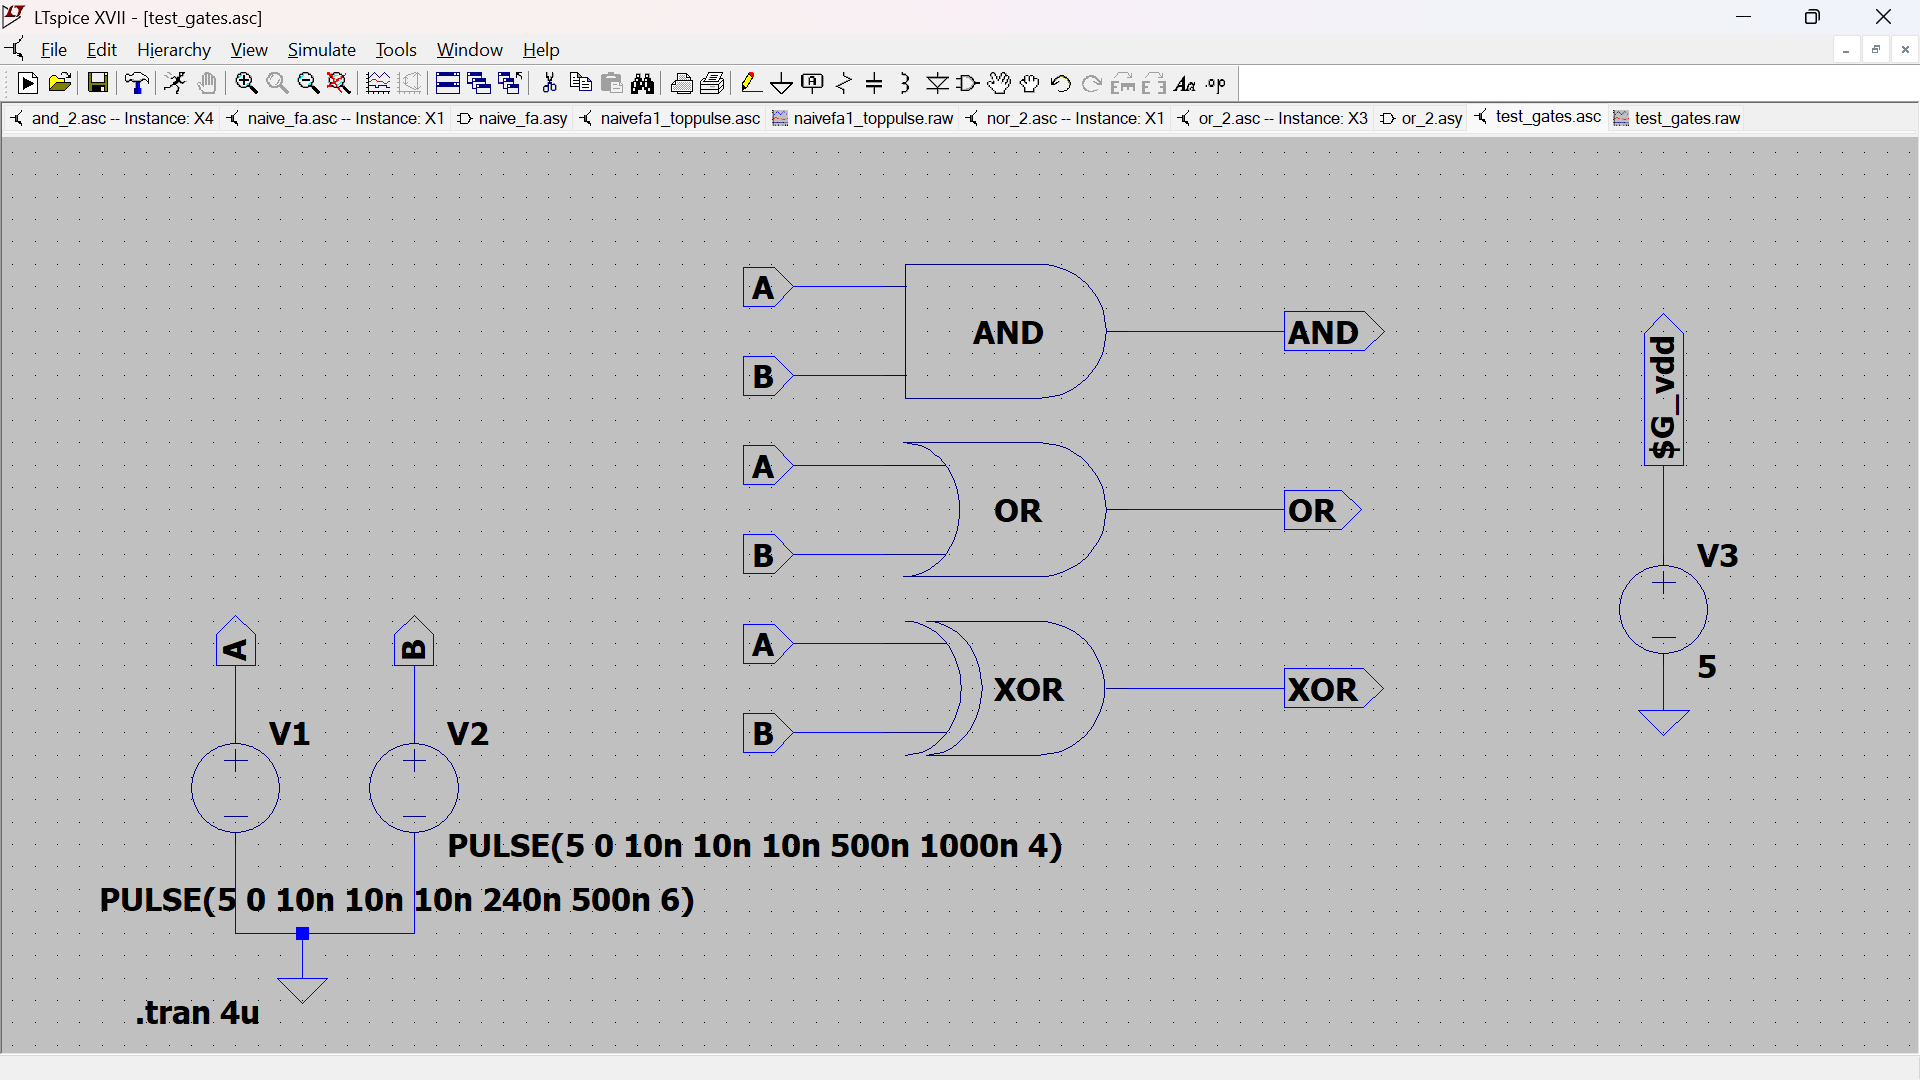 LTspice XVII - [test_gates.asc]
File Edit Hierarchy View Simulate Tools Window Help
and_2.asc -- Instance: X4 naive_fa.asc -- Instance: X1 naive_fa.asy naivefa1_toppulse.asc naivefa1_toppulse.raw nor_2.asc -- Instance: X1 or_2.asc -- Instance: X3 or_2.asy test_gates.asc test_gates.raw
A
AND
AND
B
A
OR
OR
B
A
XOR
XOR
B
$G_vdd
V3
5
A
B
V1
V2
PULSE(5 0 10n 10n 10n 500n 1000n 4)
PULSE(5 0 10n 10n 10n 240n 500n 6)
.tran 4u